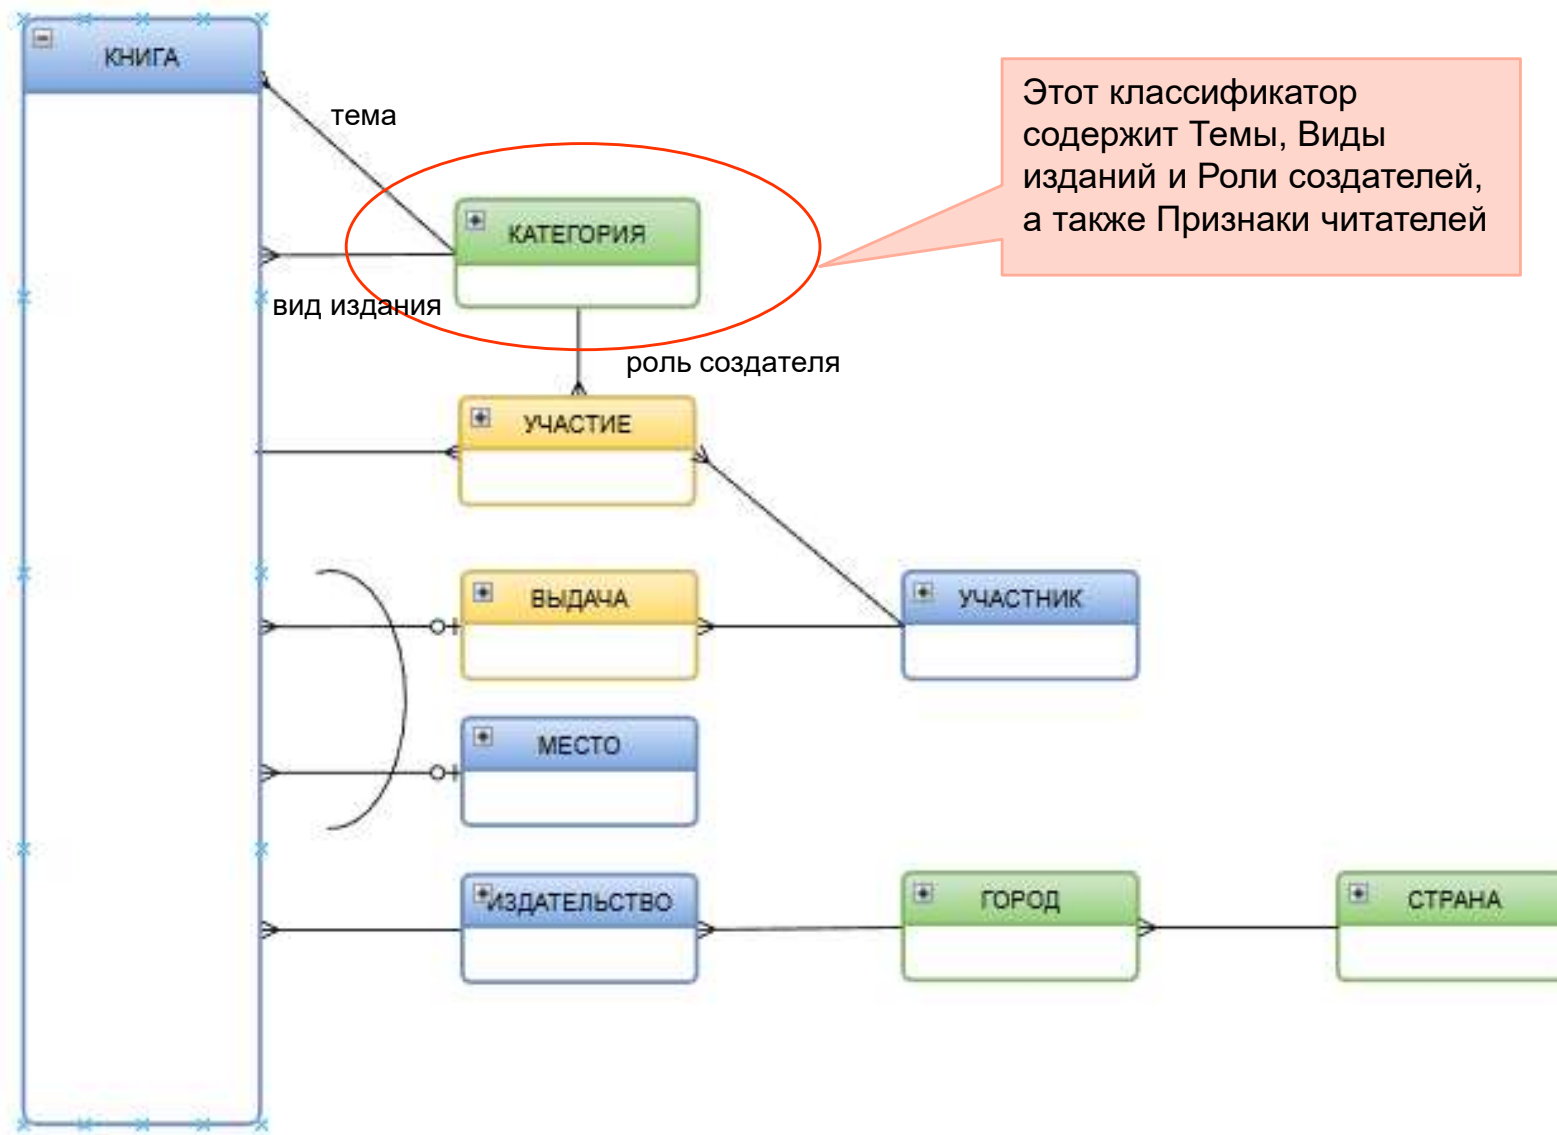 КНИГА
тема
Этот классификатор
содержит Темы, Виды
изданий и Роли создателей,
а также Признаки читателей
КАТЕГОРИЯ
вид издания
роль создателя
УЧАСТИЕ
ВЫДАЧА
УЧАСТНИК
МЕСТО
ИЗДАТЕЛЬСТВО
ГОРОД
СТРАНА